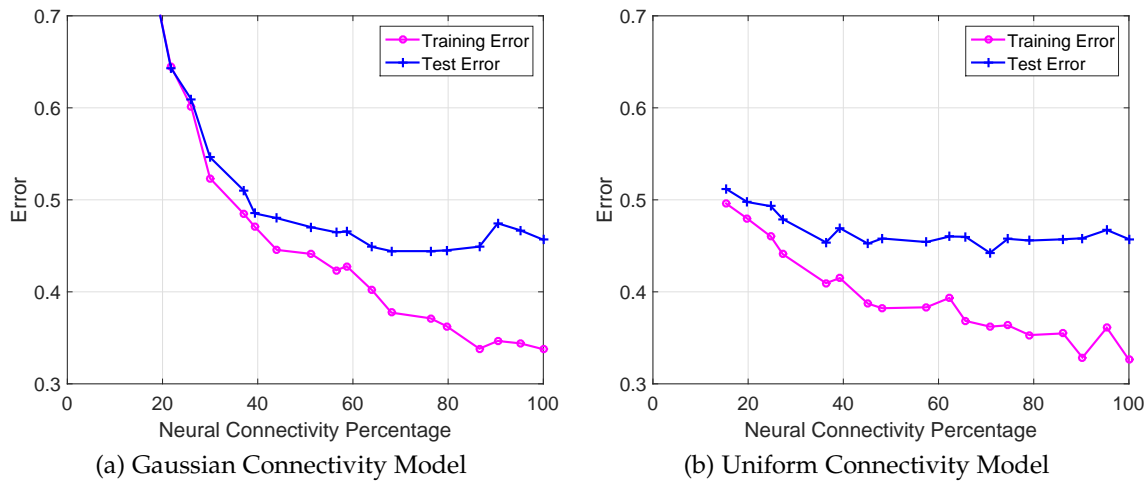 0.7
0.6
0.5
0.4
0.3
Error
0 20 40 60 80 100
Neural Connectivity Percentage
Training Error
Test Error
(a) Gaussian Connectivity Model
0.7
0.6
0.5
0.4
0.3
Error
0 20 40 60 80 100
Neural Connectivity Percentage
Training Error
Test Error
(b) Uniform Connectivity Model